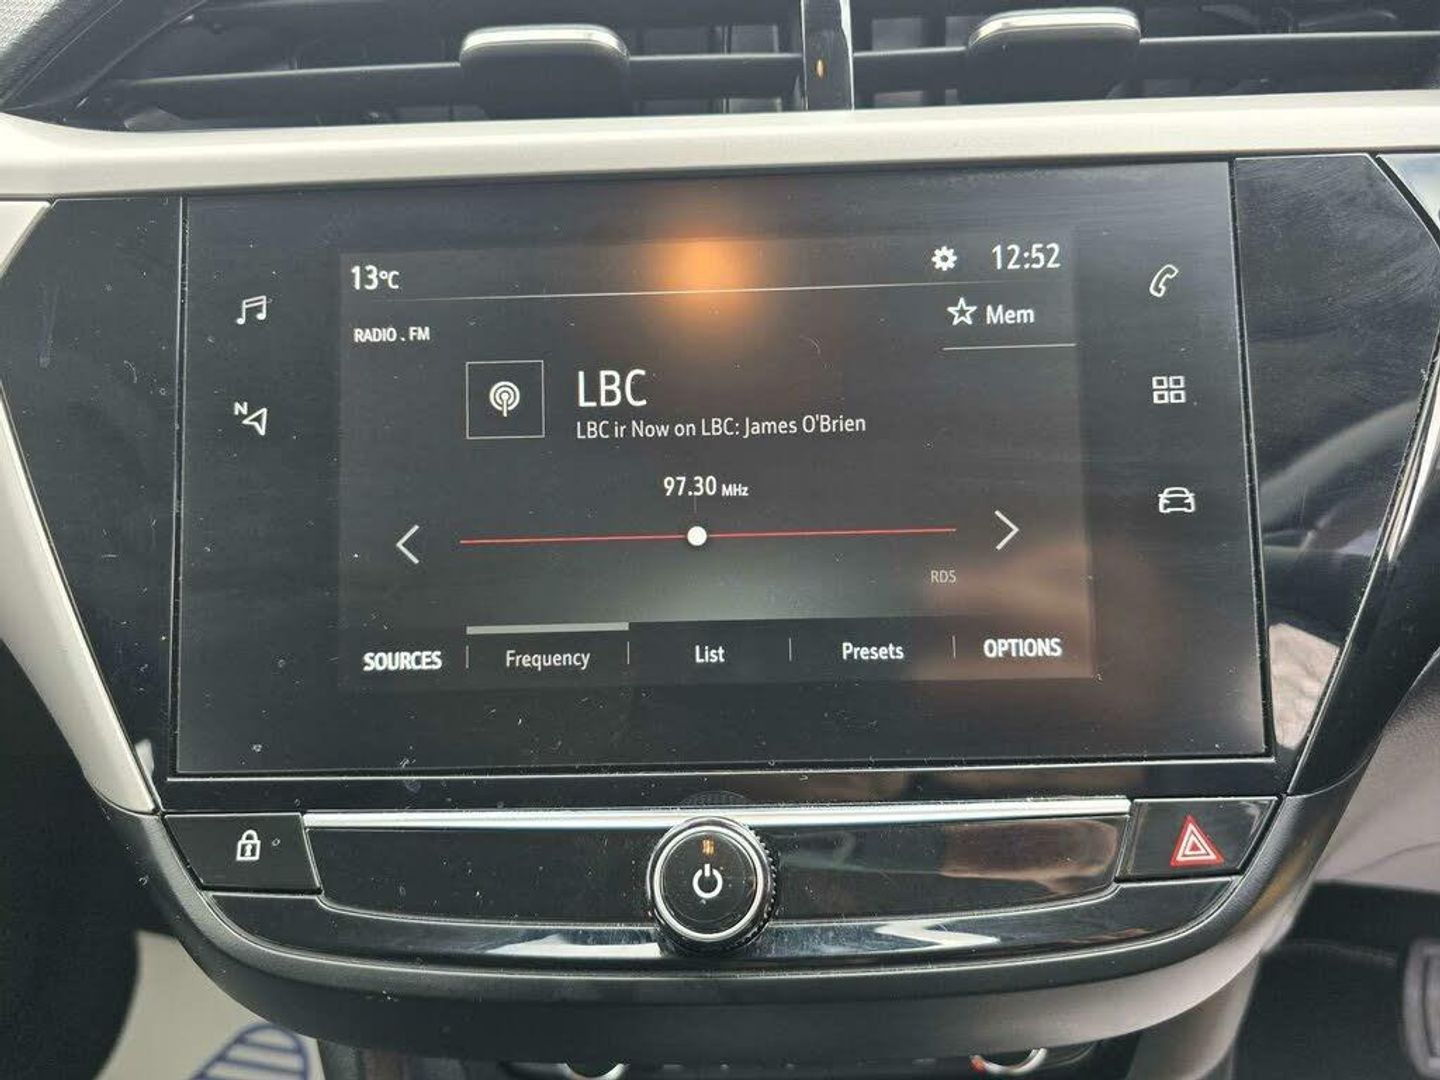 13°C
12:52
Mem
RADIO . FM
LBC
LBC ir Now on LBC: James O'Brien
97.30 MHz
N
RDS
SOURCES
Frequency
List
Presets
OPTIONS